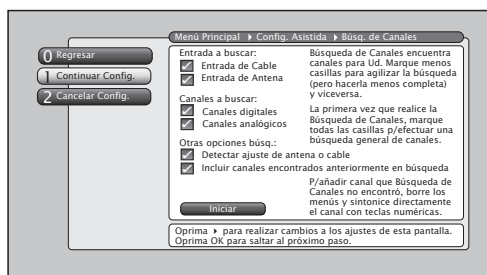 Menú Principal ▸ Config. Asistida ▸ Búsq. de Canales
0 Regresar
1 Continuar Config.
2 Cancelar Config.
Entrada a buscar:
✓ Entrada de Cable
✓ Entrada de Antena
Canales a buscar:
✓ Canales digitales
✓ Canales analógicos
Otras opciones búsq.:
✓ Detectar ajuste de antena o cable
✓ Incluir canales encontrados anteriormente en búsqueda
Búsqueda de Canales encuentra
canales para Ud. Marque menos
casillas para agilizar la búsqueda
(pero hacerla menos completa)
y viceversa.
La primera vez que realice la
Búsqueda de Canales, marque
todas las casillas p/efectuar una
búsqueda general de canales.
P/añadir canal que Búsqueda de
Canales no encontró, borre los
menús y sintonice directamente
el canal con teclas numéricas.
Iniciar
Oprima ▸ para realizar cambios a los ajustes de esta pantalla.
Oprima OK para saltar al próximo paso.